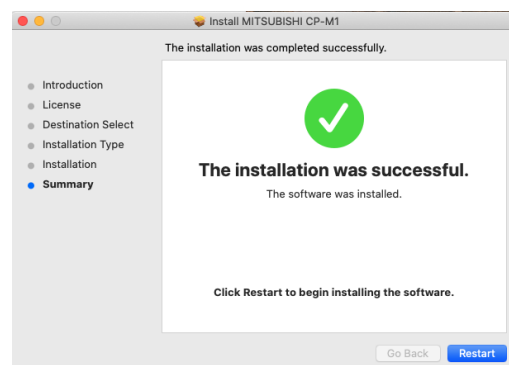 Install MITSUBISHI CP-M1
The installation was completed successfully.
Introduction
License
Destination Select
Installation Type
Installation
Summary
The installation was successful.
The software was installed.
Click Restart to begin installing the software.
Go Back
Restart